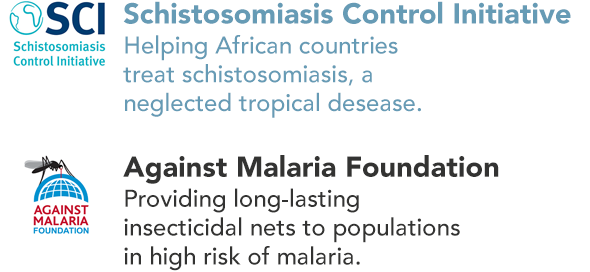 SCI
Schistosomiasis
Control Initiative
Schistosomiasis Control Initiative
Helping African countries
treat schistosomiasis, a
neglected tropical desease.
AGAINST
MALARIA
FOUNDATION
Against Malaria Foundation
Providing long-lasting
insecticidal nets to populations
in high risk of malaria.